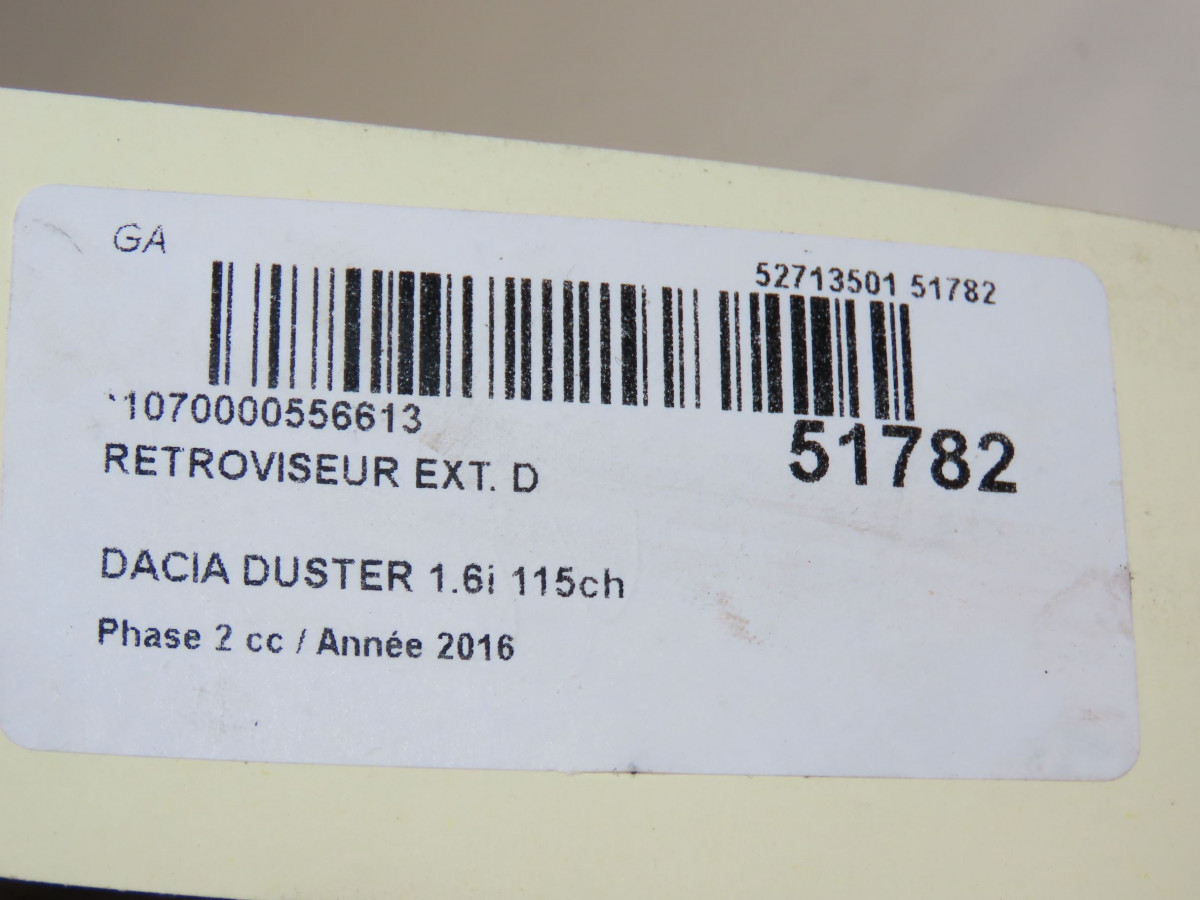 GA
52713501 51782
`1070000556613
51782
RETROVISEUR EXT. D
DACIA DUSTER 1.6i 115ch
Phase 2 cc / Année 2016